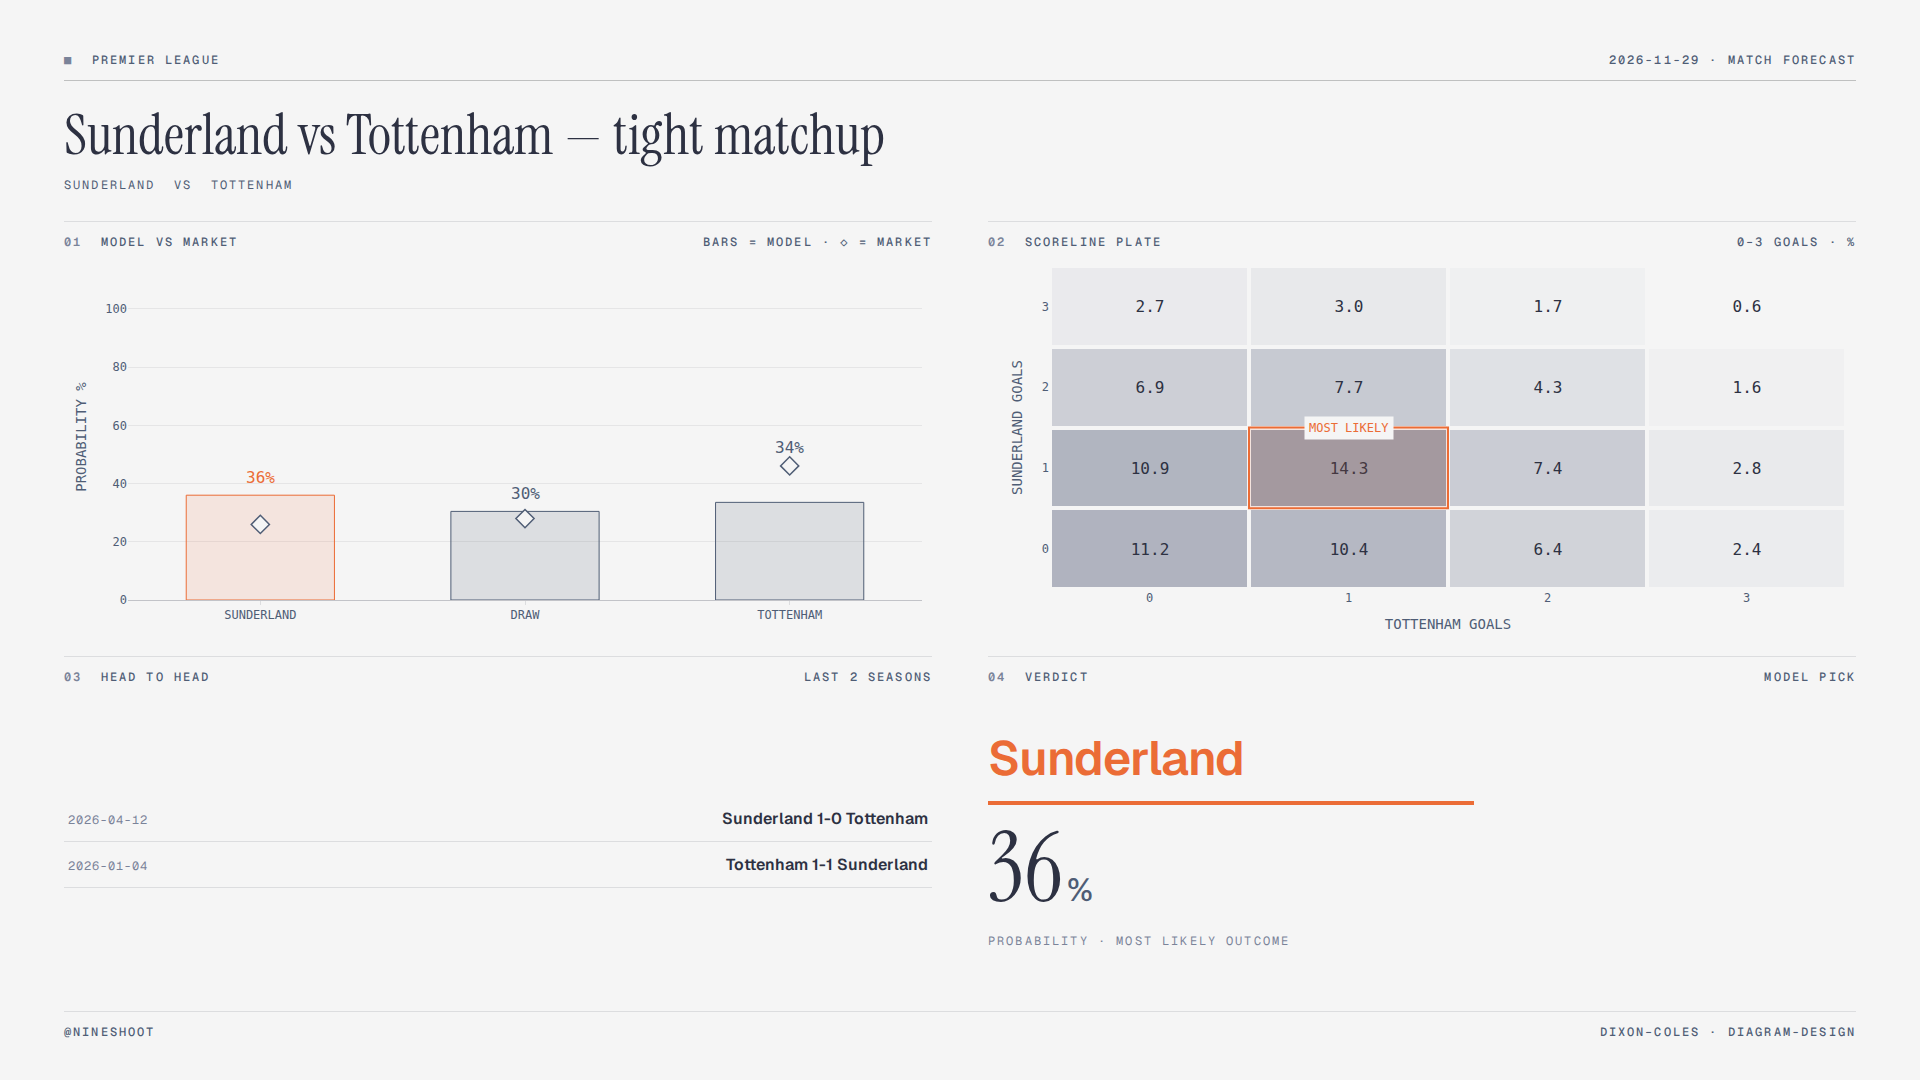 ■ PREMIER LEAGUE
2026-11-29 · MATCH FORECAST
Sunderland vs Tottenham — tight matchup
SUNDERLAND VS TOTTENHAM
01 MODEL VS MARKET
BARS = MODEL · ◇ = MARKET
PROBABILITY %
100
80
60
40
20
0
36%
30%
34%
SUNDERLAND
DRAW
TOTTENHAM
02 SCORELINE PLATE
0–3 GOALS · %
SUNDERLAND GOALS
3 2.7 3.0 1.7 0.6
2 6.9 7.7 4.3 1.6
MOST LIKELY
1 10.9 14.3 7.4 2.8
0 11.2 10.4 6.4 2.4
0 1 2 3
TOTTENHAM GOALS
03 HEAD TO HEAD
LAST 2 SEASONS
2026-04-12 Sunderland 1-0 Tottenham
2026-01-04 Tottenham 1-1 Sunderland
04 VERDICT
MODEL PICK
Sunderland
36%
PROBABILITY · MOST LIKELY OUTCOME
@NINESHOOT
DIXON-COLES · DIAGRAM-DESIGN